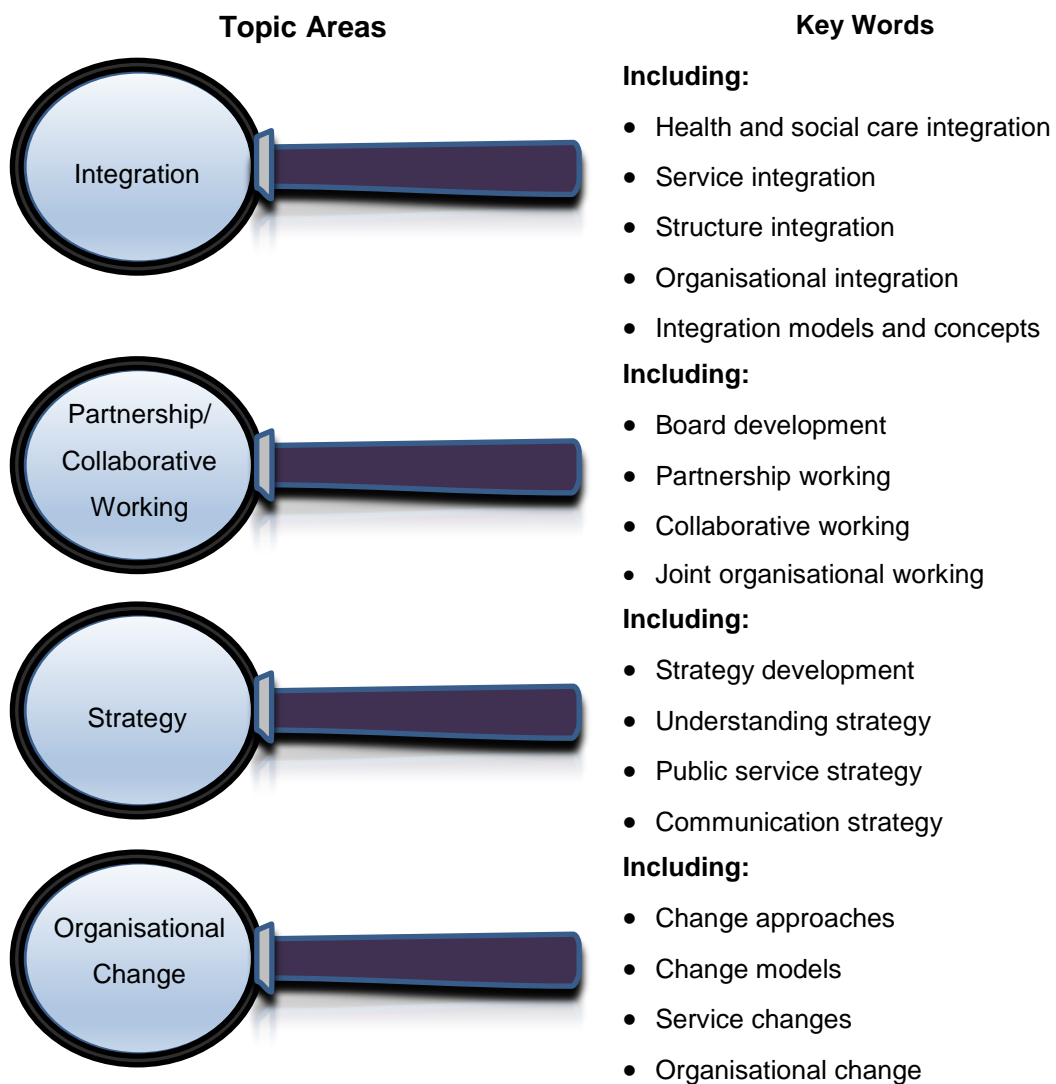 Topic Areas
Key Words
Integration
Including:
• Health and social care integration
• Service integration
• Structure integration
• Organisational integration
• Integration models and concepts
Partnership/
Collaborative
Working
Including:
• Board development
• Partnership working
• Collaborative working
• Joint organisational working
Strategy
Including:
• Strategy development
• Understanding strategy
• Public service strategy
• Communication strategy
Organisational
Change
Including:
• Change approaches
• Change models
• Service changes
• Organisational change